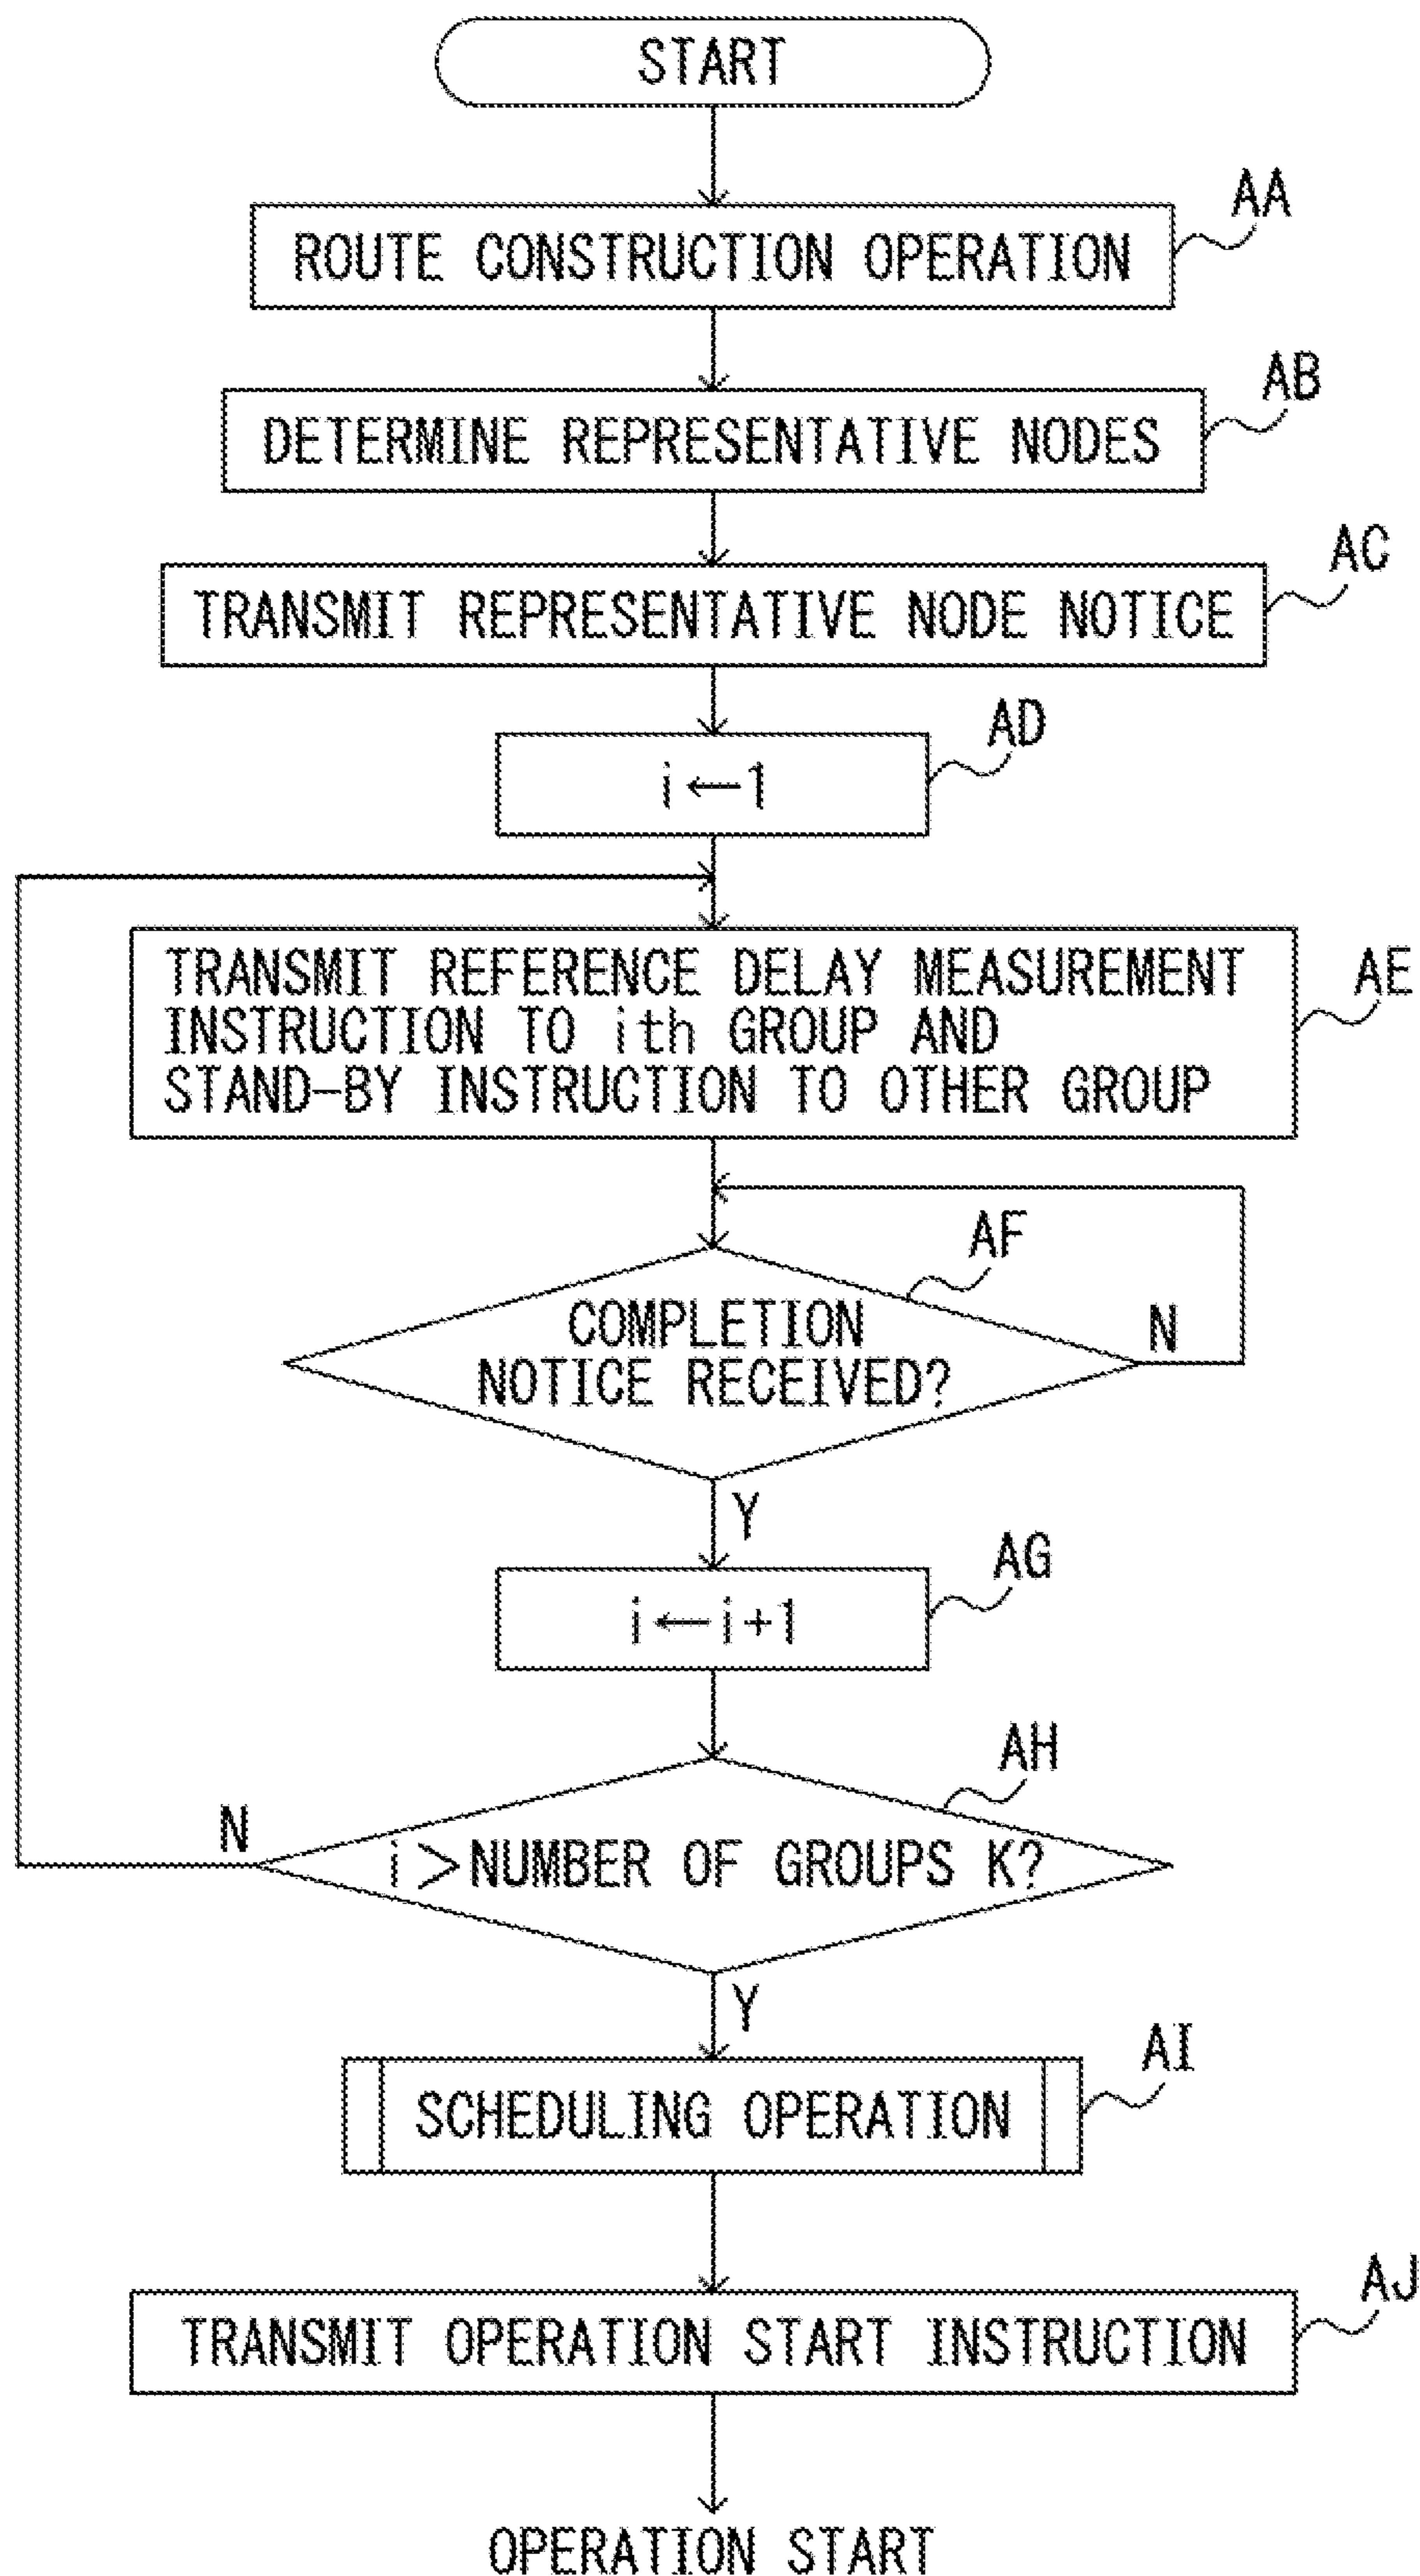 START
AA
ROUTE CONSTRUCTION OPERATION
AB
DETERMINE REPRESENTATIVE NODES
AC
TRANSMIT REPRESENTATIVE NODE NOTICE
AD
i←1
AE
TRANSMIT REFERENCE DELAY MEASUREMENT
INSTRUCTION TO ith GROUP AND
STAND-BY INSTRUCTION TO OTHER GROUP
AF
COMPLETION
NOTICE RECEIVED?
N
Y
AG
i←i+1
AH
N
i>NUMBER OF GROUPS K?
Y
AI
SCHEDULING OPERATION
AJ
TRANSMIT OPERATION START INSTRUCTION
OPERATION START